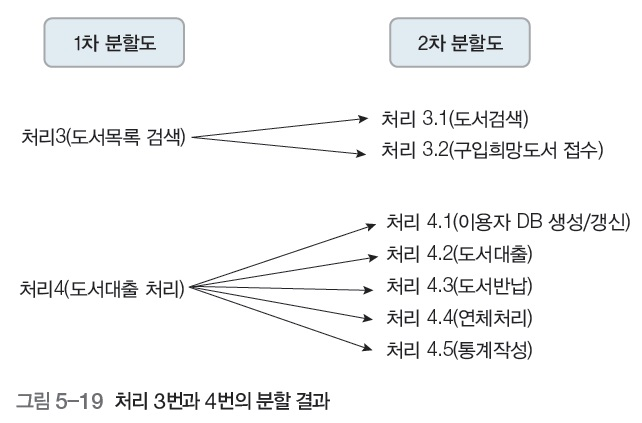 1차 분할도
2차 분할도
처리3(도서목록 검색)
처리 3.1(도서검색)
처리 3.2(구입희망도서 접수)
처리4(도서대출 처리)
처리 4.1(이용자 DB 생성/갱신)
처리 4.2(도서대출)
처리 4.3(도서반납)
처리 4.4(연체처리)
처리 4.5(통계작성)
그림 5-19 처리 3번과 4번의 분할 결과